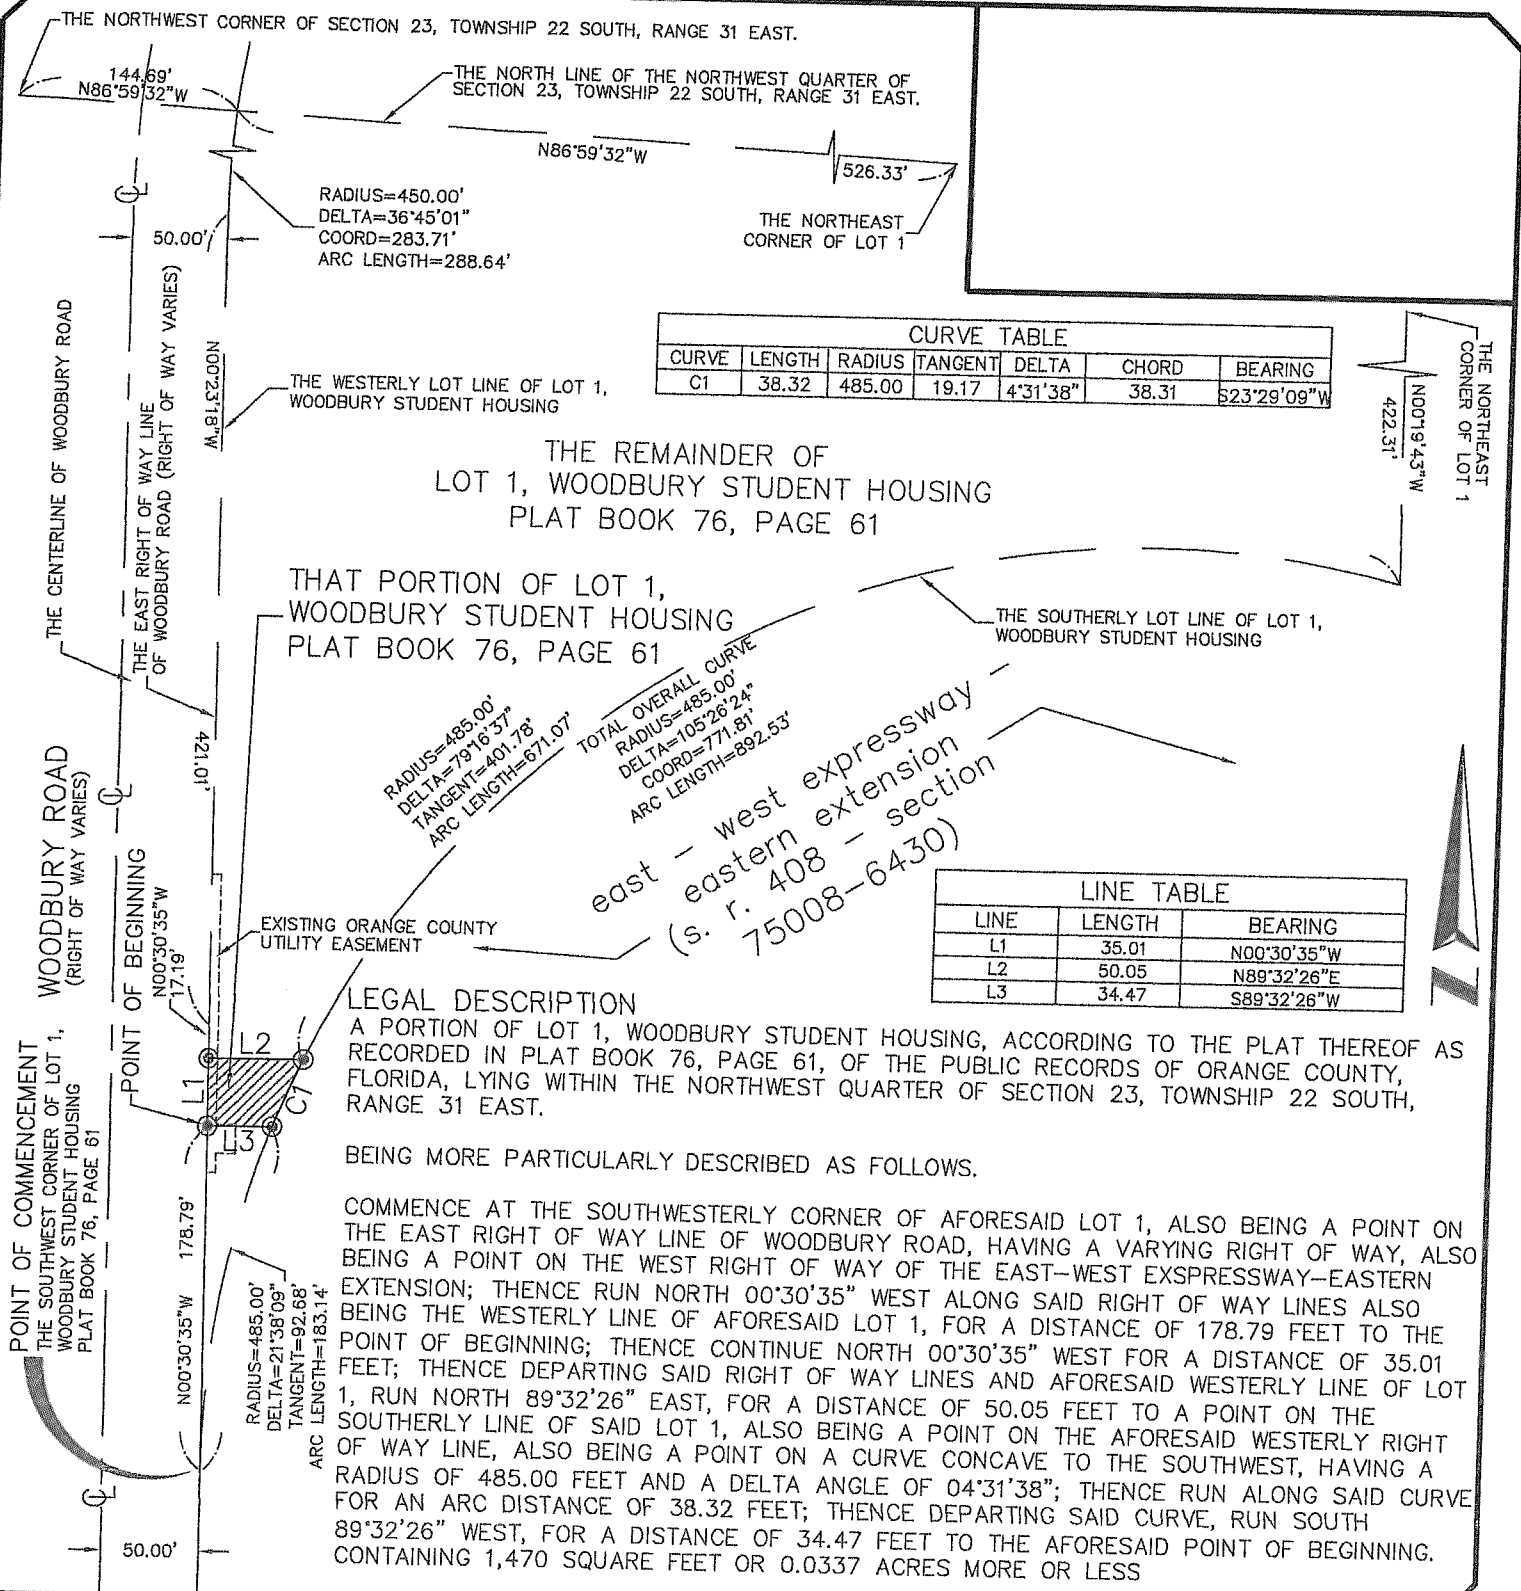 THE NORTHWEST CORNER OF SECTION 23, TOWNSHIP 22 SOUTH, RANGE 31 EAST.
144.69'
N86°59'32"W
THE NORTH LINE OF THE NORTHWEST QUARTER OF
SECTION 23, TOWNSHIP 22 SOUTH, RANGE 31 EAST.
N86°59'32"W
526.33'
THE NORTHEAST
CORNER OF LOT 1
RADIUS=450.00'
DELTA=36°45'01"
COORD=283.71'
ARC LENGTH=288.64'
CL
50.00'
THE CENTERLINE OF WOODBURY ROAD
THE EAST RIGHT OF WAY LINE
OF WOODBURY ROAD (RIGHT OF WAY VARIES)
N00°23'18"W
THE WESTERLY LOT LINE OF LOT 1,
WOODBURY STUDENT HOUSING
CURVE TABLE
CURVE LENGTH RADIUS TANGENT DELTA CHORD BEARING
C1 38.32 485.00 19.17 4°31'38" 38.31 S23°29'09"W
THE NORTHEAST
CORNER OF LOT 1
N00°19'43"W
422.31'
THE REMAINDER OF
LOT 1, WOODBURY STUDENT HOUSING
PLAT BOOK 76, PAGE 61
THAT PORTION OF LOT 1,
WOODBURY STUDENT HOUSING
PLAT BOOK 76, PAGE 61
THE SOUTHERLY LOT LINE OF LOT 1,
WOODBURY STUDENT HOUSING
RADIUS=485.00'
DELTA=79°16'37"
TANGENT=401.78'
ARC LENGTH=671.07'
TOTAL OVERALL CURVE
RADIUS=485.00'
DELTA=105°26'24"
COORD=771.81'
ARC LENGTH=892.53'
east - west expressway -
eastern extension
(s. r. 408 - section
75008-6430)
421.01'
CL
WOODBURY ROAD
(RIGHT OF WAY VARIES)
POINT OF BEGINNING
N00°30'35"W
17.19'
EXISTING ORANGE COUNTY
UTILITY EASEMENT
LINE TABLE
LINE LENGTH BEARING
L1 35.01 N00°30'35"W
L2 50.05 N89°32'26"E
L3 34.47 S89°32'26"W
L2
L1
C1
L3
POINT OF COMMENCEMENT
THE SOUTHWEST CORNER OF LOT 1,
WOODBURY STUDENT HOUSING
PLAT BOOK 76, PAGE 61
N00°30'35"W 178.79'
RADIUS=485.00'
DELTA=21°38'09"
TANGENT=92.68'
ARC LENGTH=183.14'
CL
50.00'
LEGAL DESCRIPTION
A PORTION OF LOT 1, WOODBURY STUDENT HOUSING, ACCORDING TO THE PLAT THEREOF AS
RECORDED IN PLAT BOOK 76, PAGE 61, OF THE PUBLIC RECORDS OF ORANGE COUNTY,
FLORIDA, LYING WITHIN THE NORTHWEST QUARTER OF SECTION 23, TOWNSHIP 22 SOUTH,
RANGE 31 EAST.
BEING MORE PARTICULARLY DESCRIBED AS FOLLOWS.
COMMENCE AT THE SOUTHWESTERLY CORNER OF AFORESAID LOT 1, ALSO BEING A POINT ON
THE EAST RIGHT OF WAY LINE OF WOODBURY ROAD, HAVING A VARYING RIGHT OF WAY, ALSO
BEING A POINT ON THE WEST RIGHT OF WAY OF THE EAST-WEST EXSPRESSWAY-EASTERN
EXTENSION; THENCE RUN NORTH 00°30'35" WEST ALONG SAID RIGHT OF WAY LINES ALSO
BEING THE WESTERLY LINE OF AFORESAID LOT 1, FOR A DISTANCE OF 178.79 FEET TO THE
POINT OF BEGINNING; THENCE CONTINUE NORTH 00°30'35" WEST FOR A DISTANCE OF 35.01
FEET; THENCE DEPARTING SAID RIGHT OF WAY LINES AND AFORESAID WESTERLY LINE OF LOT
1, RUN NORTH 89°32'26" EAST, FOR A DISTANCE OF 50.05 FEET TO A POINT ON THE
SOUTHERLY LINE OF SAID LOT 1, ALSO BEING A POINT ON THE AFORESAID WESTERLY RIGHT
OF WAY LINE, ALSO BEING A POINT ON A CURVE CONCAVE TO THE SOUTHWEST, HAVING A
RADIUS OF 485.00 FEET AND A DELTA ANGLE OF 04°31'38"; THENCE RUN ALONG SAID CURVE
FOR AN ARC DISTANCE OF 38.32 FEET; THENCE DEPARTING SAID CURVE, RUN SOUTH
89°32'26" WEST, FOR A DISTANCE OF 34.47 FEET TO THE AFORESAID POINT OF BEGINNING.
CONTAINING 1,470 SQUARE FEET OR 0.0337 ACRES MORE OR LESS